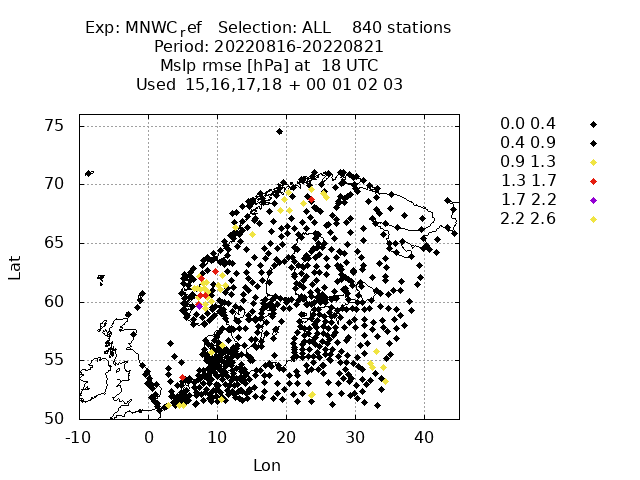 Exp: MNWC_ref Selection: ALL 840 stations
Period: 20220816-20220821
Mslp rmse [hPa] at 18 UTC
Used 15,16,17,18 + 00 01 02 03
0.0 0.4
0.4 0.9
0.9 1.3
1.3 1.7
1.7 2.2
2.2 2.6
75
70
65
60
55
50
Lat
-10 0 10 20 30 40
Lon